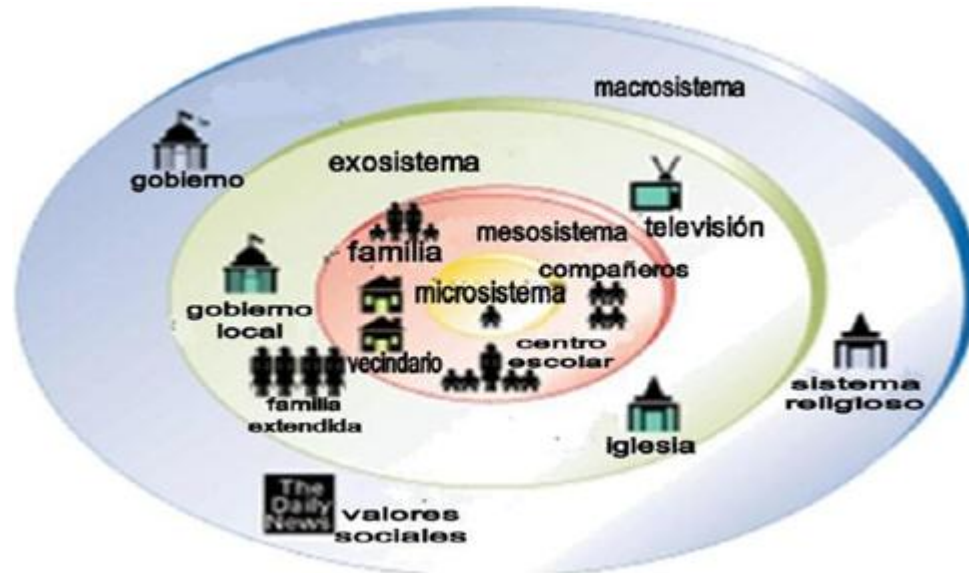 macrosistema
gobierno
exosistema
televisión
mesosistema
familia
compañeros
microsistema
gobierno
local
centro
escolar
vecindario
familia
extendida
iglesia
sistema
religioso
The
Daily
News
valores
sociales